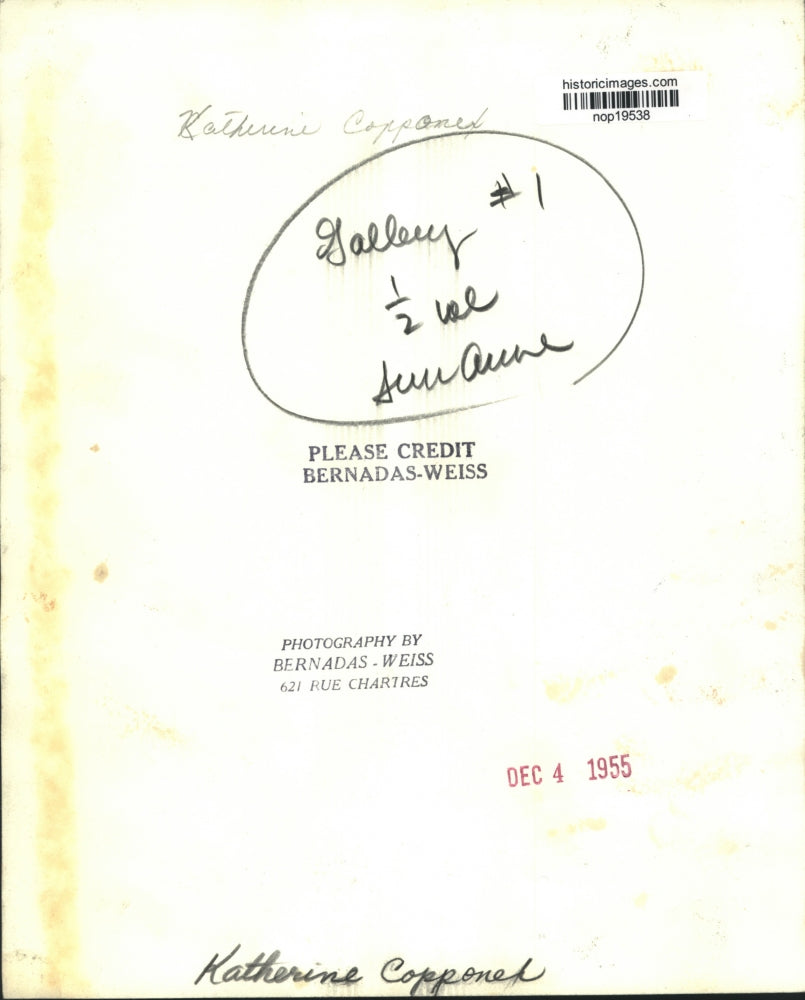 historicimages.com
nop19538
Katherine Copponex
Gallery #1
1/2 col
Sun Anne
PLEASE CREDIT
BERNADAS-WEISS
PHOTOGRAPHY BY
BERNADAS - WEISS
621 RUE CHARTRES
DEC 4 1955
Katherine Copponex